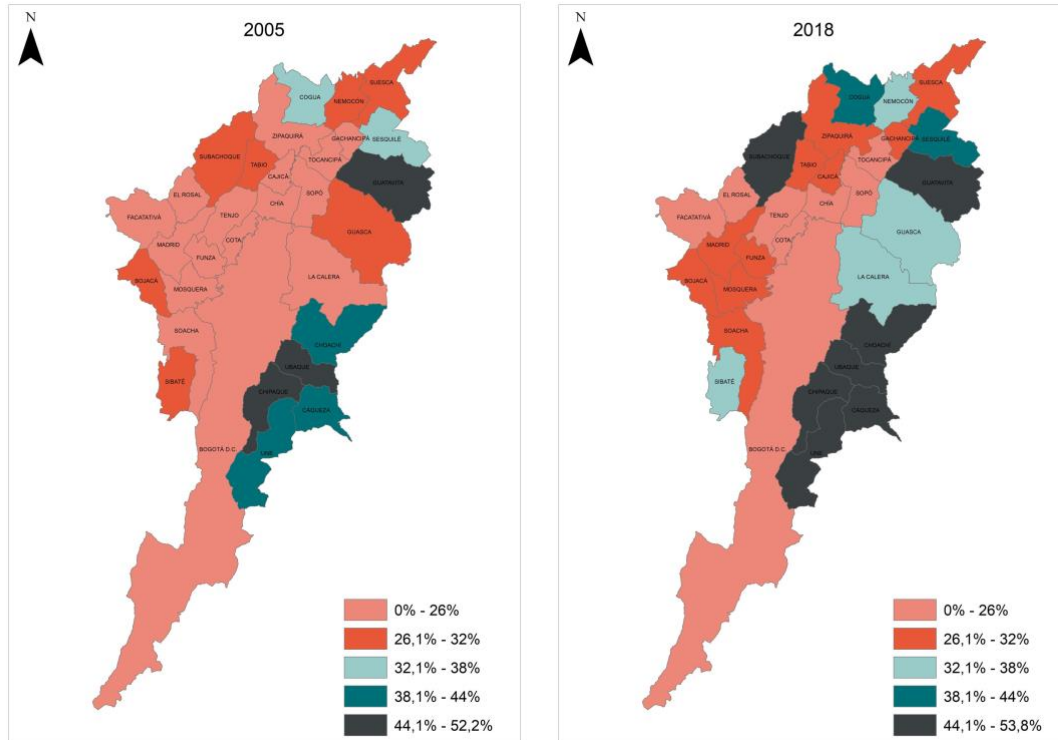 N
2005
SUESCA
COGUA
NEMOCÓN
ZIPAQUIRÁ
GACHANCIPÁ
SESQUILÉ
SUBACHOQUE
TABIO
TOCANCIPÁ
CAJICÁ
GUATAVITA
EL ROSAL
SOPÓ
CHÍA
FACATATIVÁ
TENJO
GUASCA
MADRID
COTA
FUNZA
LA CALERA
BOJACÁ
MOSQUERA
SOACHA
CHOACHÍ
UBAQUE
SIBATÉ
CHIPAQUE
CÁQUEZA
BOGOTÁ D.C.
UNE
0% - 26%
26,1% - 32%
32,1% - 38%
38,1% - 44%
44,1% - 52,2%
N
2018
SUESCA
COGUA
NEMOCÓN
ZIPAQUIRÁ
GACHANCIPÁ
SESQUILÉ
SUBACHOQUE
TABIO
TOCANCIPÁ
CAJICÁ
GUATAVITA
EL ROSAL
SOPÓ
CHÍA
FACATATIVÁ
TENJO
GUASCA
MADRID
COTA
FUNZA
LA CALERA
BOJACÁ
MOSQUERA
SOACHA
CHOACHÍ
UBAQUE
SIBATÉ
CHIPAQUE
CÁQUEZA
BOGOTÁ D.C.
UNE
0% - 26%
26,1% - 32%
32,1% - 38%
38,1% - 44%
44,1% - 53,8%